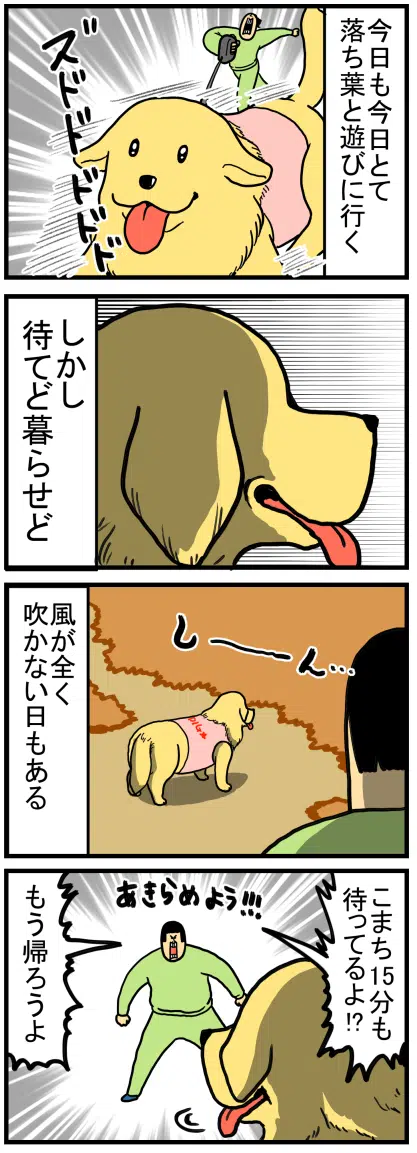 今日も今日とて
落ち葉と遊びに行く
ズドドドドドド
しかし
待てど暮らせど
風が全く
吹かない日もある
しーーん…
こまち15分も
待ってるよ!?
あきらめよう!!!
もう帰ろうよ